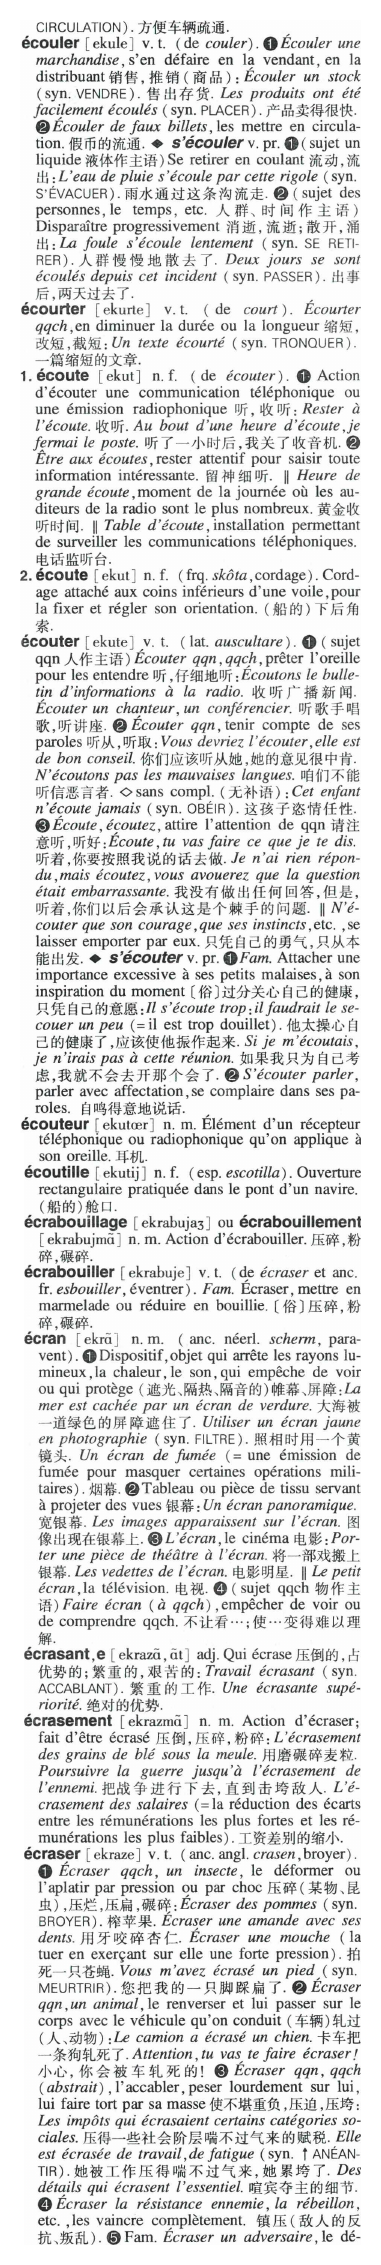 CIRCULATION). 方便车辆疏通.
écouler [ekule] v. t. (de couler). ❶ Écouler une
marchandise, s'en défaire en la vendant, en la
distribuant 销售, 推销 (商品): Écouler un stock
(syn. VENDRE). 售出存货. Les produits ont été
facilement écoulés (syn. PLACER). 产品卖得很快.
❷ Écouler de faux billets, les mettre en circula-
tion. 假币的流通. ◆ s'écouler v. pr. ❶ (sujet un
liquide 液体作主语) Se retirer en coulant 流动, 流
出: L'eau de pluie s'écoule par cette rigole (syn.
S'ÉVACUER). 雨水通过这条沟流走. ❷ (sujet des
personnes, le temps, etc. 人群、时间作主语)
Disparaître progressivement 消逝, 流逝; 散开, 涌
出: La foule s'écoule lentement (syn. SE RETI-
RER). 人群慢慢地散去了. Deux jours se sont
écoulés depuis cet incident (syn. PASSER). 出事
后, 两天过去了.
écourter [ekurte] v. t. (de court). Écourter
qqch, en diminuer la durée ou la longueur 缩短,
改短, 截短: Un texte écourté (syn. TRONQUER).
一篇缩短的文章.
1. écoute [ekut] n. f. (de écouter). ❶ Action
d'écouter une communication téléphonique ou
une émission radiophonique 听, 收听: Rester à
l'écoute. 收听. Au bout d'une heure d'écoute, je
fermai le poste. 听了一小时后, 我关了收音机. ❷
Être aux écoutes, rester attentif pour saisir toute
information intéressante. 留神细听. ‖ Heure de
grande écoute, moment de la journée où les au-
diteurs de la radio sont le plus nombreux. 黄金收
听时间. ‖ Table d'écoute, installation permettant
de surveiller les communications téléphoniques.
电话监听台.
2. écoute [ekut] n. f. (frq. skôta, cordage). Cord-
age attaché aux coins inférieurs d'une voile, pour
la fixer et régler son orientation. (船的)下后角
索.
écouter [ekute] v. t. (lat. auscultare). ❶ (sujet
qqn 人作主语) Écouter qqn, qqch, prêter l'oreille
pour les entendre 听, 仔细地听: Écoutons le bulle-
tin d'informations à la radio. 收听广播新闻.
Écouter un chanteur, un conférencier. 听歌手唱
歌, 听讲座. ❷ Écouter qqn, tenir compte de ses
paroles 听从, 听取: Vous devriez l'écouter, elle est
de bon conseil. 你们应该听从她, 她的意见很中肯.
N'écoutons pas les mauvaises langues. 咱们不能
听信恶言者. ◇ sans compl. (无补语): Cet enfant
n'écoute jamais (syn. OBÉIR). 这孩子恣情任性.
❸ Écoute, écoutez, attire l'attention de qqn 请注
意听, 听好: Écoute, tu vas faire ce que je te dis.
听着, 你要按照我说的话去做. Je n'ai rien répon-
du, mais écoutez, vous avouerez que la question
était embarrassante. 我没有做出任何回答, 但是,
听着, 你们以后会承认这是个棘手的问题. ‖ N'é-
couter que son courage, que ses instincts, etc., se
laisser emporter par eux. 只凭自己的勇气, 只从本
能出发. ◆ s'écouter v. pr. ❶ Fam. Attacher une
importance excessive à ses petits malaises, à son
inspiration du moment [俗]过分关心自己的健康,
只凭自己的意愿: Il s'écoute trop; il faudrait le se-
couer un peu (= il est trop douillet). 他太操心自
己的健康了, 应该使他振作起来. Si je m'écoutais,
je n'irais pas à cette réunion. 如果我只为自己考
虑, 我就不会去开那个会了. ❷ S'écouter parler,
parler avec affectation, se complaire dans ses pa-
roles. 自鸣得意地说话.
écouteur [ekutœr] n. m. Élément d'un récepteur
téléphonique ou radiophonique qu'on applique à
son oreille. 耳机.
écoutille [ekutij] n. f. (esp. escotilla). Ouverture
rectangulaire pratiquée dans le pont d'un navire.
(船的)舱口.
écrabouillage [ekrabujaʒ] ou écrabouillement
[ekrabujmɑ̃] n. m. Action d'écrabouiller. 压碎, 粉
碎, 碾碎.
écrabouiller [ekrabuje] v. t. (de écraser et anc.
fr. esbouiller, éventrer). Fam. Écraser, mettre en
marmelade ou réduire en bouillie. [俗]压碎, 粉
碎, 碾碎.
écran [ekrɑ̃] n. m. (anc. néerl. scherm, para-
vent). ❶ Dispositif, objet qui arrête les rayons lu-
mineux, la chaleur, le son, qui empêche de voir
ou qui protège (遮光、隔热、隔音的)帷幕、屏障: La
mer est cachée par un écran de verdure. 大海被
一道绿色的屏障遮住了. Utiliser un écran jaune
en photographie (syn. FILTRE). 照相时用一个黄
镜头. Un écran de fumée (= une émission de
fumée pour masquer certaines opérations mili-
taires). 烟幕. ❷ Tableau ou pièce de tissu servant
à projeter des vues 银幕: Un écran panoramique.
宽银幕. Les images apparaissent sur l'écran. 图
像出现在银幕上. ❸ L'écran, le cinéma 电影: Por-
ter une pièce de théâtre à l'écran. 将一部戏搬上
银幕. Les vedettes de l'écran. 电影明星. ‖ Le petit
écran, la télévision. 电视. ❹ (sujet qqch 物作主
语) Faire écran (à qqch), empêcher de voir ou
de comprendre qqch. 不让看…; 使…变得难以理
解.
écrasant, e [ekrazɑ̃, ɑ̃t] adj. Qui écrase 压倒的, 占
优势的; 繁重的, 艰苦的: Travail écrasant (syn.
ACCABLANT). 繁重的工作. Une écrasante supé-
riorité. 绝对的优势.
écrasement [ekrazmɑ̃] n. m. Action d'écraser;
fait d'être écrasé 压倒, 压碎, 粉碎: L'écrasement
des grains de blé sous la meule. 用磨碾碎麦粒.
Poursuivre la guerre jusqu'à l'écrasement de
l'ennemi. 把战争进行下去, 直到击垮敌人. L'é-
crasement des salaires (= la réduction des écarts
entre les rémunérations les plus fortes et les ré-
munérations les plus faibles). 工资差别的缩小.
écraser [ekraze] v. t. (anc. angl. crasen, broyer).
❶ Écraser qqch, un insecte, le déformer ou
l'aplatir par pression ou par choc 压碎(某物、昆
虫), 压烂, 压扁, 碾碎: Écraser des pommes (syn.
BROYER). 榨苹果. Écraser une amande avec ses
dents. 用牙咬碎杏仁. Écraser une mouche (la
tuer en exerçant sur elle une forte pression). 拍
死一只苍蝇. Vous m'avez écrasé un pied (syn.
MEURTRIR). 您把我的一只脚踩扁了. ❷ Écraser
qqn, un animal, le renverser et lui passer sur le
corps avec le véhicule qu'on conduit (车辆)轧过
(人、动物): Le camion a écrasé un chien. 卡车把
一条狗轧死了. Attention, tu vas te faire écraser!
小心, 你会被车轧死的! ❸ Écraser qqn, qqch
(abstrait), l'accabler, peser lourdement sur lui,
lui faire tort par sa masse 使不堪重负, 压迫, 压垮:
Les impôts qui écrasaient certains catégories so-
ciales. 压得一些社会阶层喘不过气来的赋税. Elle
est écrasée de travail, de fatigue (syn. ↑ ANÉAN-
TIR). 她被工作压得喘不过气来, 她累垮了. Des
détails qui écrasent l'essentiel. 喧宾夺主的细节.
❹ Écraser la résistance ennemie, la rébeillon,
etc., les vaincre complètement. 镇压(敌人的反
抗、叛乱). ❺ Fam. Écraser un adversaire, le dé-